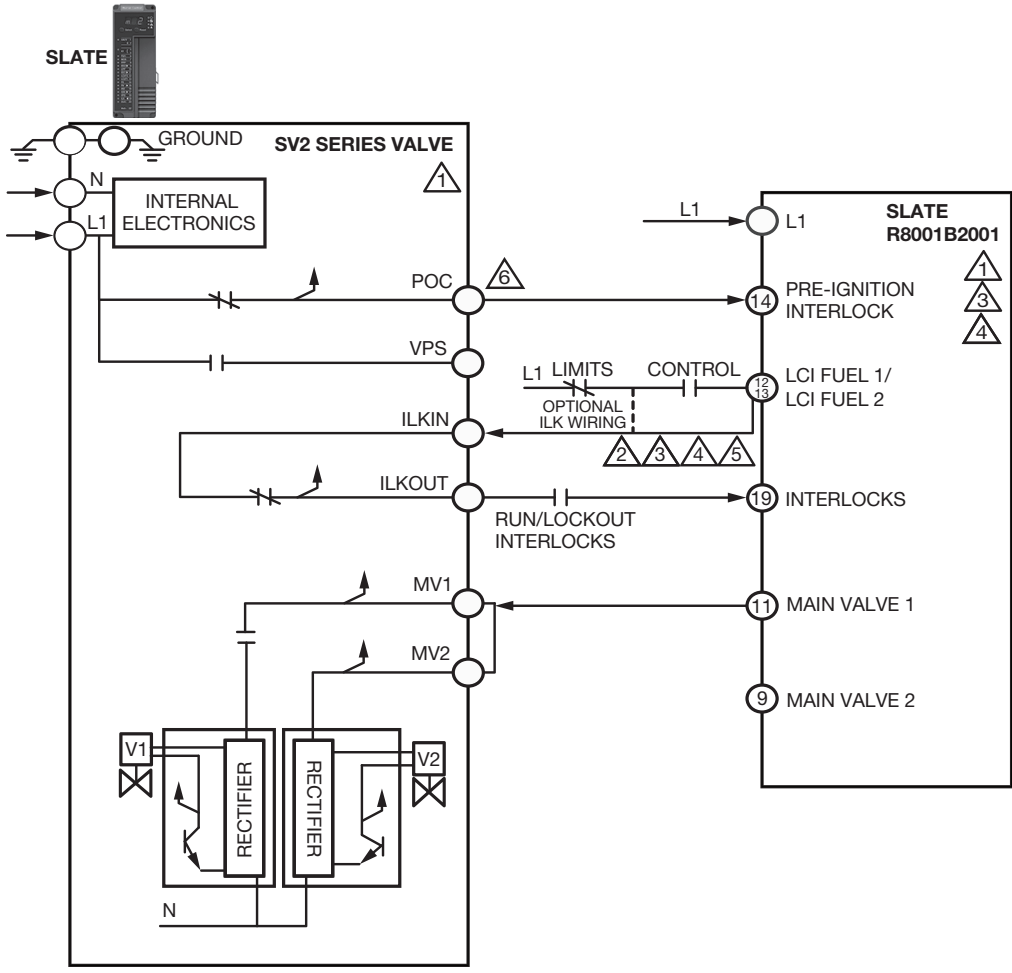 SLATE
GROUND
SV2 SERIES VALVE
1
N
INTERNAL
ELECTRONICS
L1
L1
L1
SLATE
R8001B2001
1
3
4
POC
6
14
PRE-IGNITION
INTERLOCK
VPS
L1
LIMITS
CONTROL
12
13
LCI FUEL 1/
LCI FUEL 2
OPTIONAL
ILK WIRING
ILKIN
2
3
4
5
ILKOUT
19
INTERLOCKS
RUN/LOCKOUT
INTERLOCKS
MV1
11
MAIN VALVE 1
MV2
9
MAIN VALVE 2
V1
RECTIFIER
RECTIFIER
V2
N